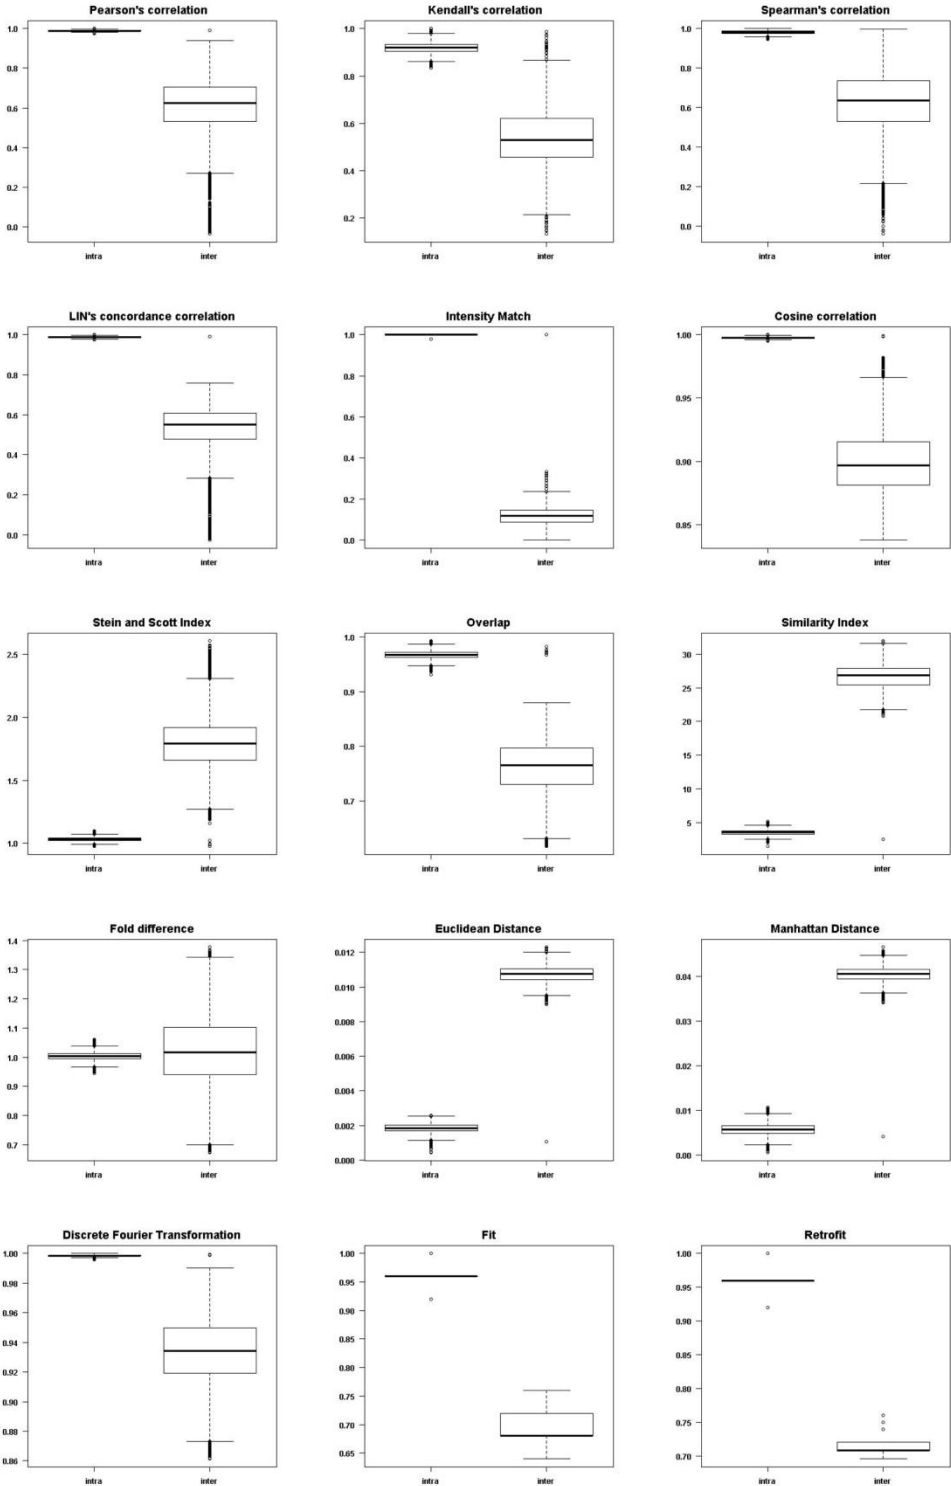 Pearson's correlation Kendall's correlation Spearman's correlation
1.0 1.0 1.0
0.8 0.8 0.8
0.6 0.6 0.6
0.4 0.4 0.4
0.2 0.2 0.2
0.0 0.0
intra inter intra inter intra inter
LIN's concordance correlation Intensity Match Cosine correlation
1.0 1.0 1.00
0.8 0.8 0.95
0.6 0.6 0.90
0.4 0.4 0.85
0.2 0.2
0.0 0.0
intra inter intra inter intra inter
Stein and Scott Index Overlap Similarity Index
2.5 1.0 30
2.0 0.9 25
1.5 0.8 20
1.0 0.7 15
10
5
intra inter intra inter intra inter
Fold difference Euclidean Distance Manhattan Distance
1.4 0.012 0.04
1.3 0.010 0.03
1.2 0.008 0.02
1.1 0.006 0.01
1.0 0.004 0.00
0.9 0.002
0.8 0.000
0.7
intra inter intra inter intra inter
Discrete Fourier Transformation Fit Retrofit
1.00 1.00 1.00
0.98 0.95 0.95
0.96 0.90 0.90
0.94 0.85 0.85
0.92 0.80 0.80
0.90 0.75 0.75
0.88 0.70 0.70
0.86 0.65
intra inter intra inter intra inter